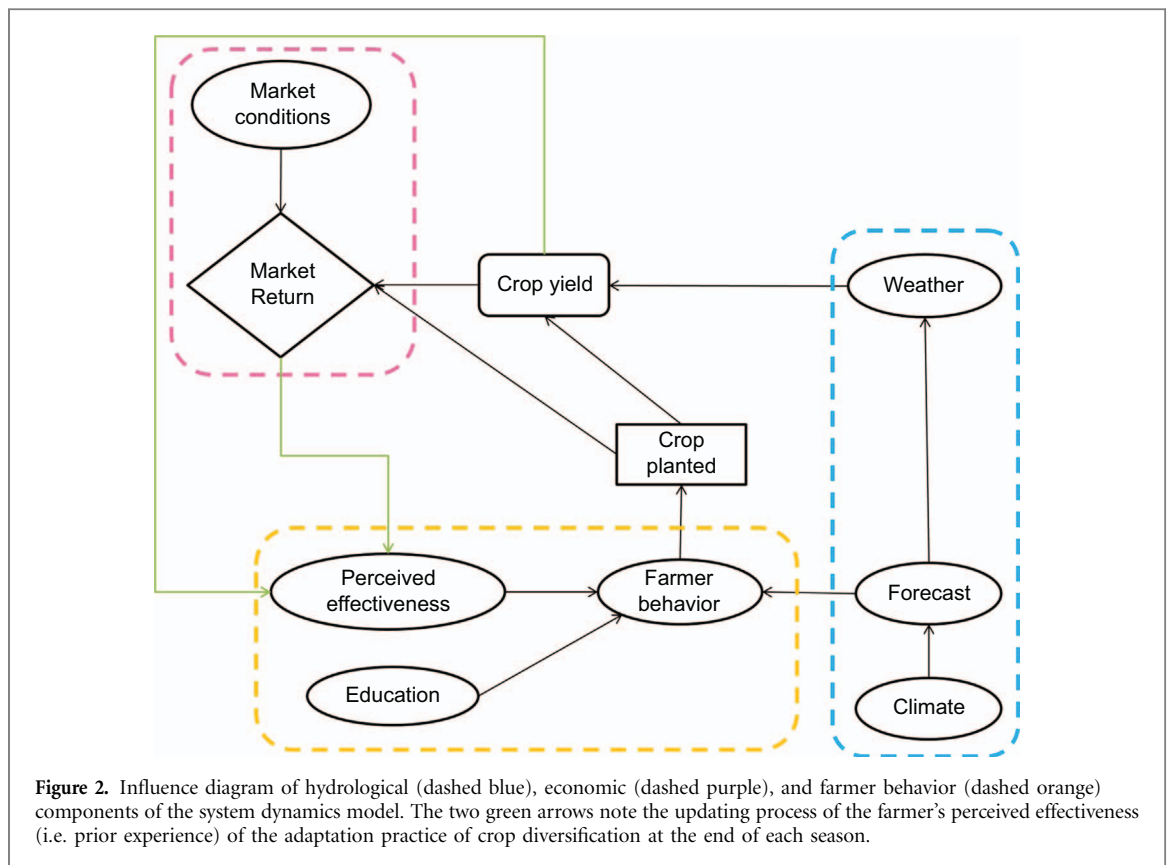 Market
conditions
Market
Return
Crop yield
Weather
Crop
planted
Perceived
effectiveness
Farmer
behavior
Forecast
Education
Climate
Figure 2. Influence diagram of hydrological (dashed blue), economic (dashed purple), and farmer behavior (dashed orange)
components of the system dynamics model. The two green arrows note the updating process of the farmer's perceived effectiveness
(i.e. prior experience) of the adaptation practice of crop diversification at the end of each season.